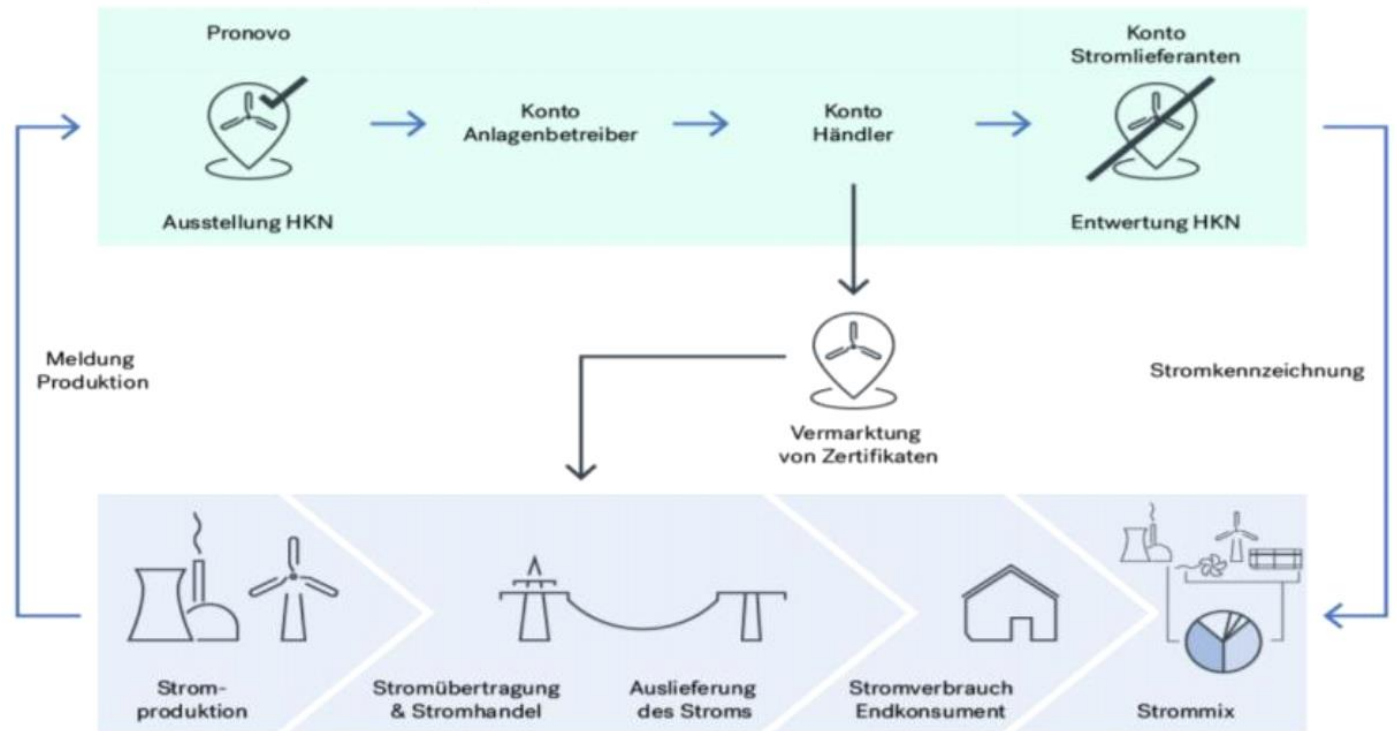 Pronovo
Konto
Stromlieferanten
Konto
Anlagenbetreiber
Konto
Händler
Ausstellung HKN
Entwertung HKN
Meldung
Produktion
Stromkennzeichnung
Vermarktung
von Zertifikaten
Strom-
produktion
Stromübertragung
& Stromhandel
Auslieferung
des Stroms
Stromverbrauch
Endkonsument
Strommix